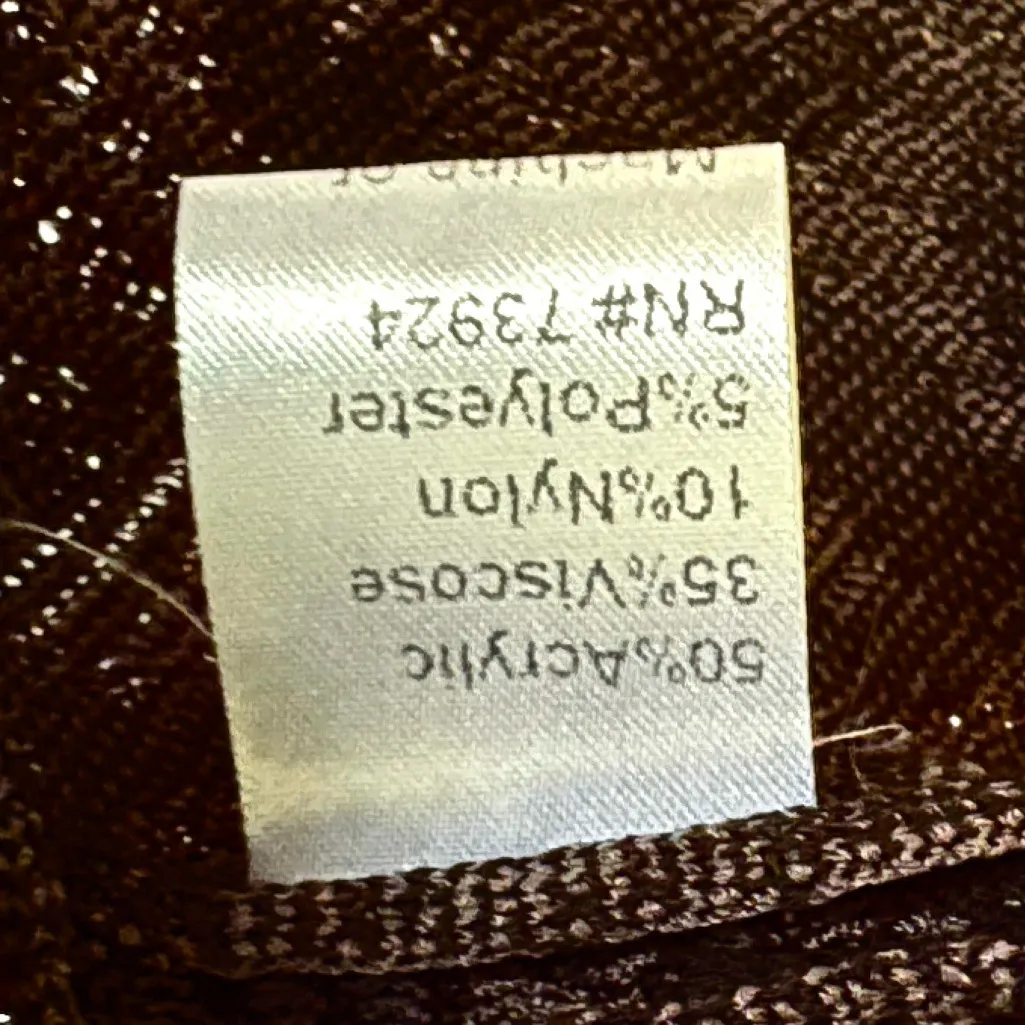 50%Acrylic
35%Viscose
10%Nylon
5%Polyester
RN# 73924